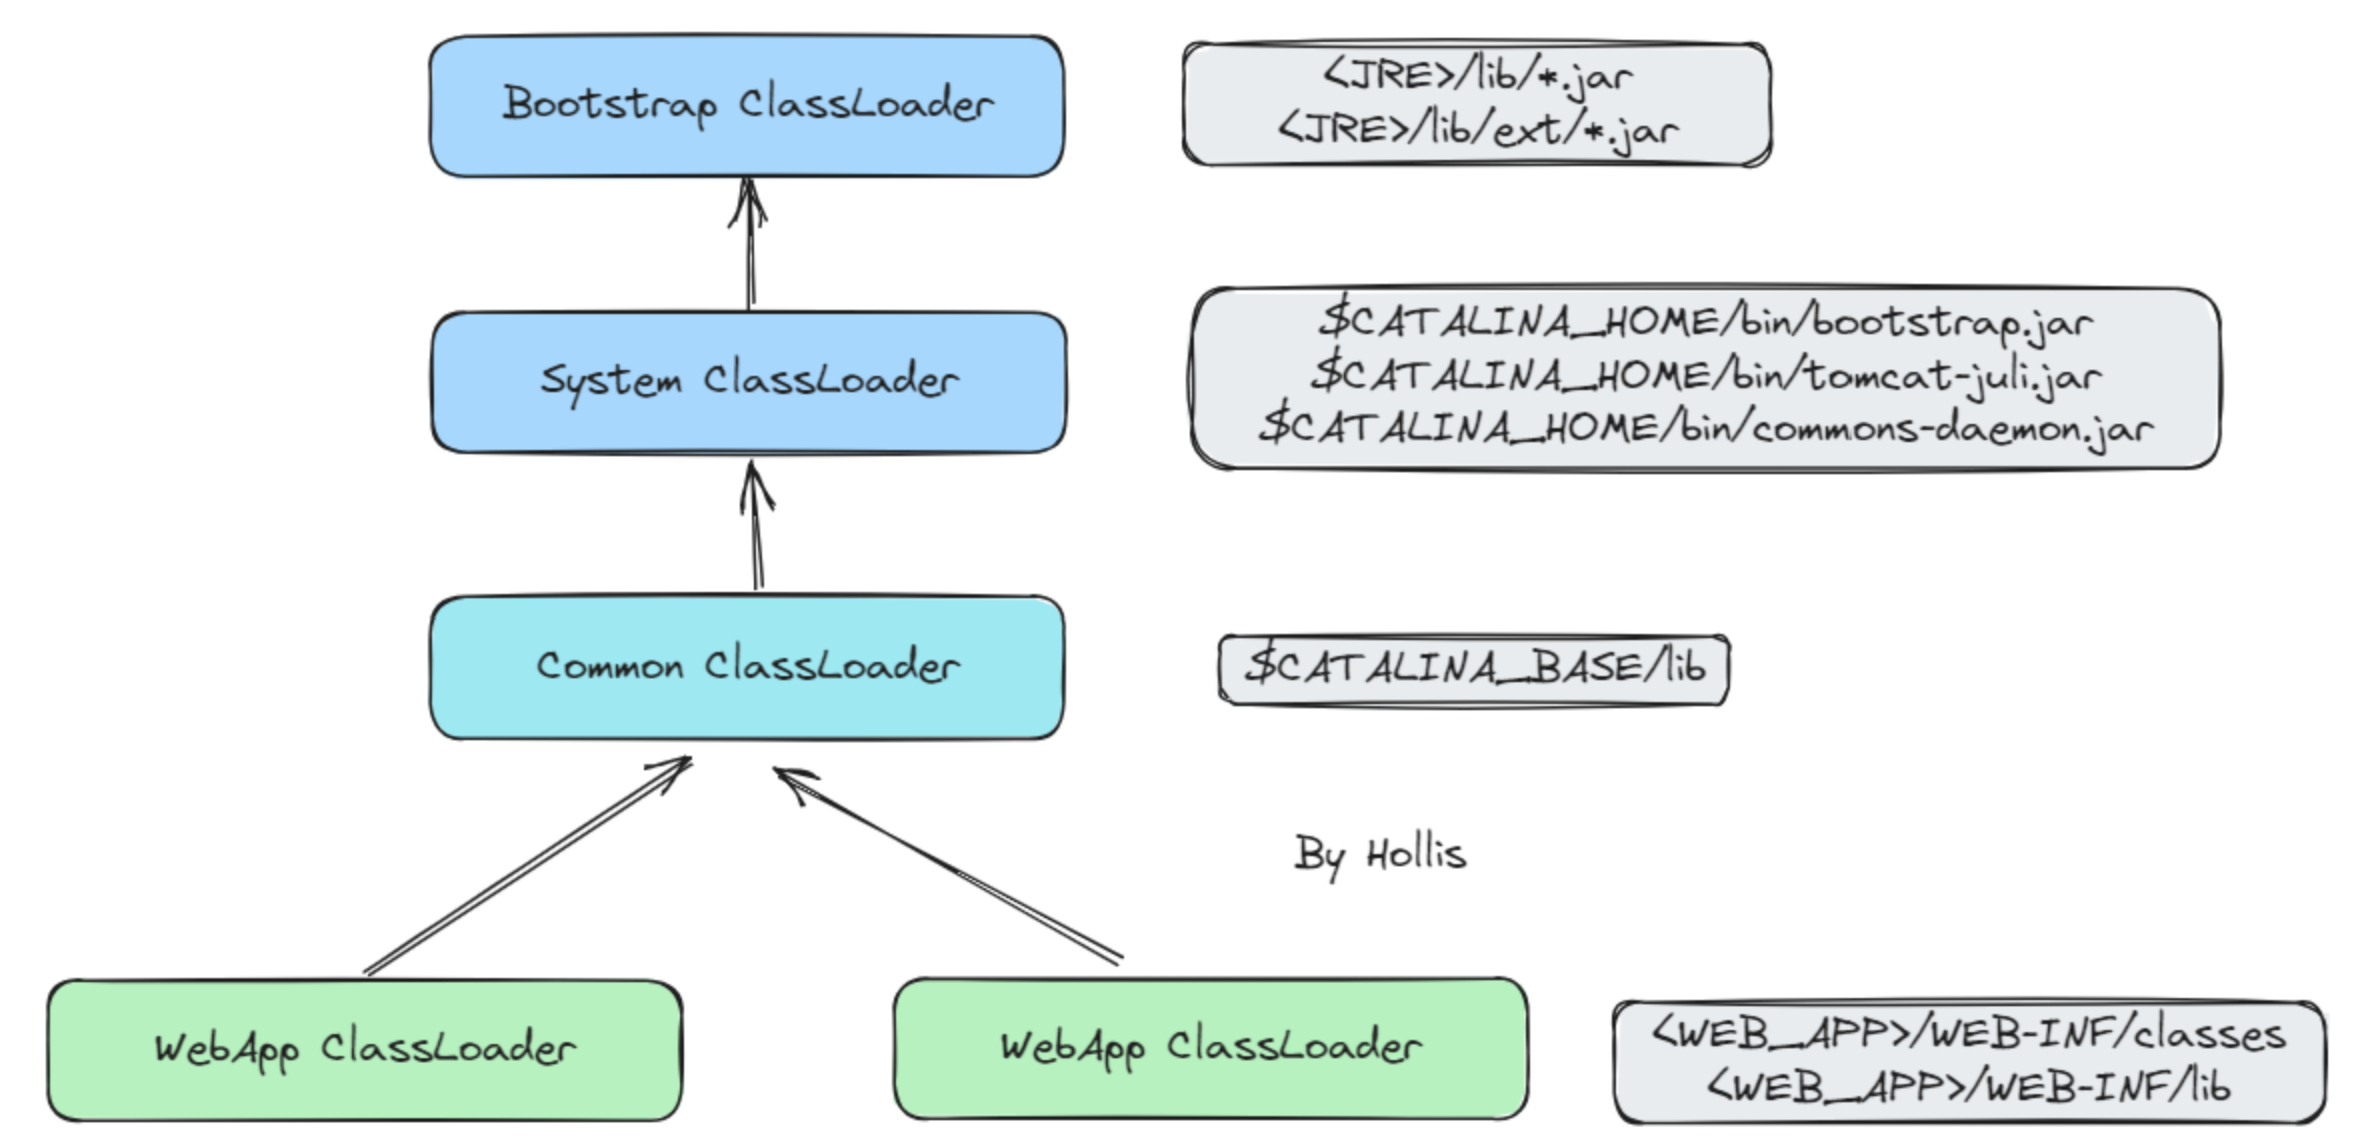 Bootstrap ClassLoader
<JRE>/lib/*.jar
<JRE>/lib/ext/*.jar
System ClassLoader
$CATALINA_HOME/bin/bootstrap.jar
$CATALINA_HOME/bin/tomcat-juli.jar
$CATALINA_HOME/bin/commons-daemon.jar
Common ClassLoader
$CATALINA_BASE/lib
By Hollis
WebApp ClassLoader
WebApp ClassLoader
<WEB_APP>/WEB-INF/classes
<WEB_APP>/WEB-INF/lib